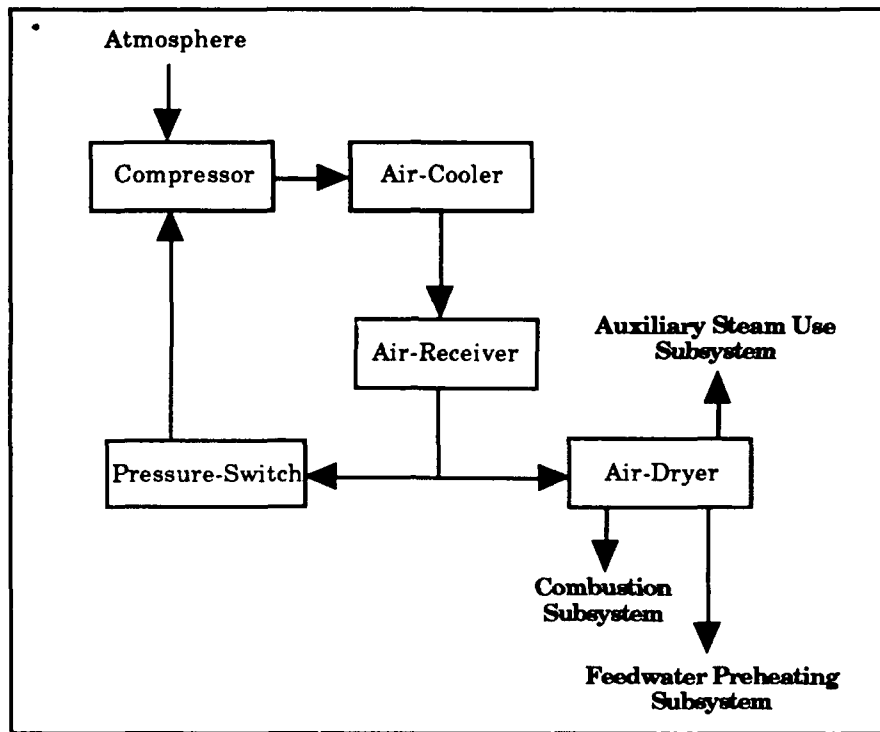 Atmosphere
Compressor
Air-Cooler
Air-Receiver
Auxiliary Steam Use
Subsystem
Pressure-Switch
Air-Dryer
Combustion
Subsystem
Feedwater Preheating
Subsystem